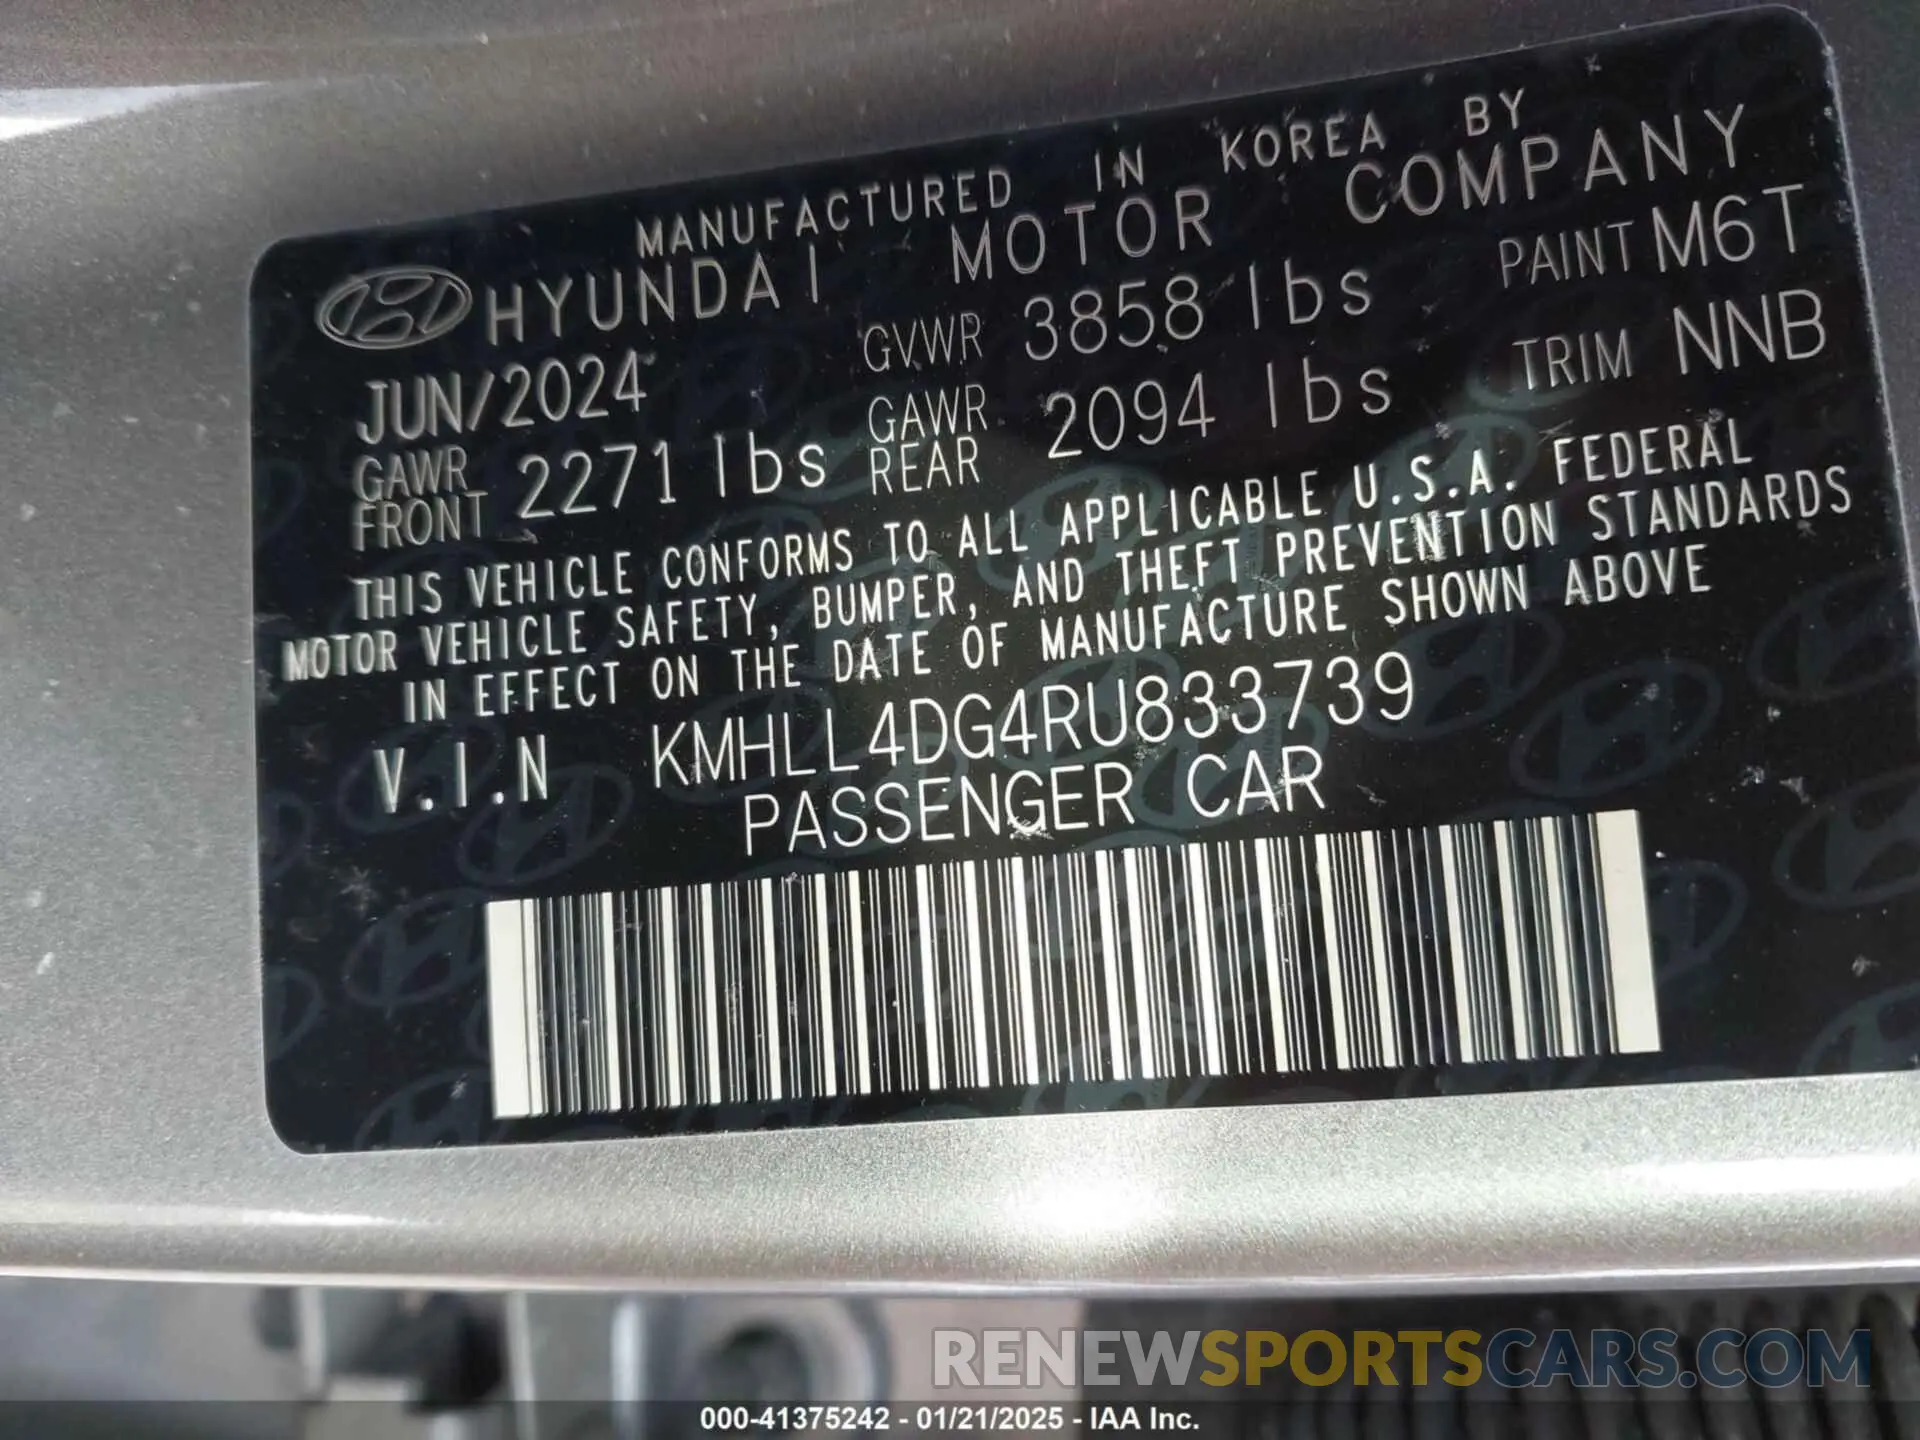 MANUFACTURED IN KOREA BY
HYUNDAI MOTOR COMPANY
JUN/2024 GVWR 3858 lbs PAINT M6T
GAWR FRONT 2271 lbs GAWR REAR 2094 lbs TRIM NNB
THIS VEHICLE CONFORMS TO ALL APPLICABLE U.S.A. FEDERAL
MOTOR VEHICLE SAFETY, BUMPER, AND THEFT PREVENTION STANDARDS
IN EFFECT ON THE DATE OF MANUFACTURE SHOWN ABOVE
V.I.N KMHLL4DG4RU833739
PASSENGER CAR
RENEWSPORTSCARS.COM
000-41375242 - 01/21/2025 - IAA Inc.